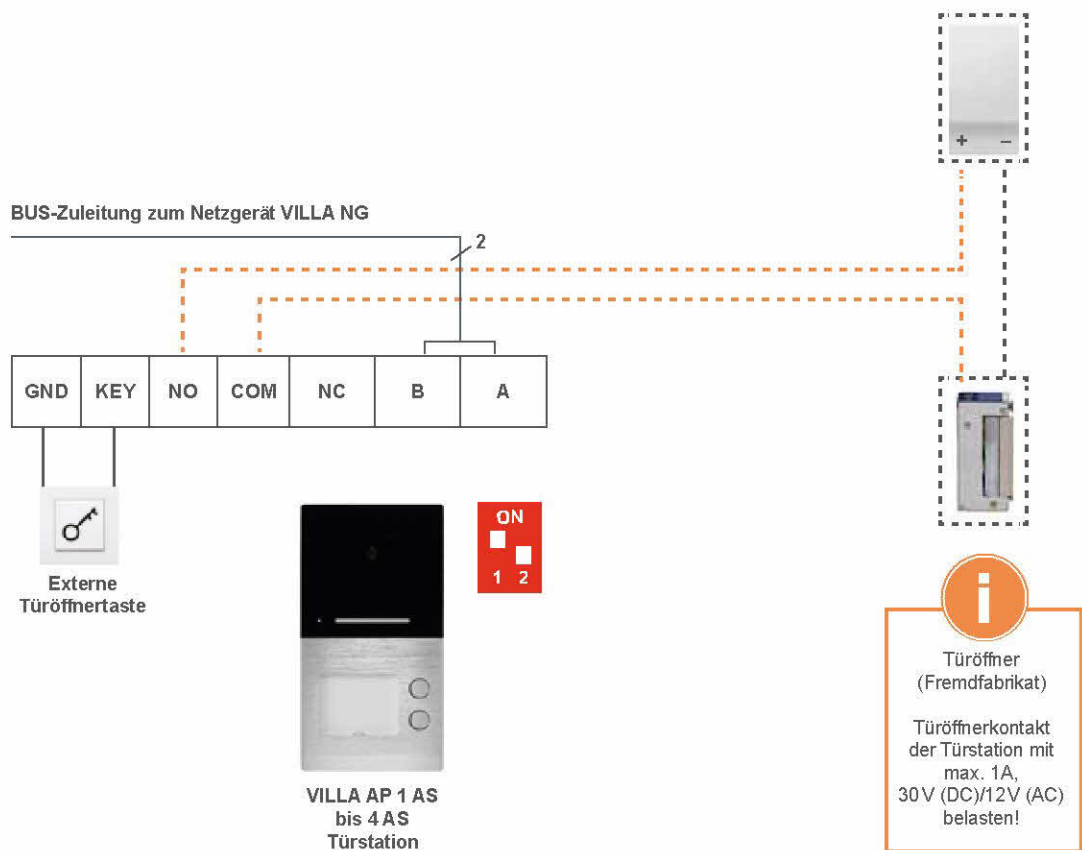 + −
BUS-Zuleitung zum Netzgerät VILLA NG
2
GND KEY NO COM NC B A
ON
1 2
Externe
Türöffnertaste
VILLA AP 1 AS
bis 4 AS
Türstation
i
Türöffner
(Fremdfabrikat)
Türöffnerkontakt
der Türstation mit
max. 1A,
30V (DC)/12V (AC)
belasten!